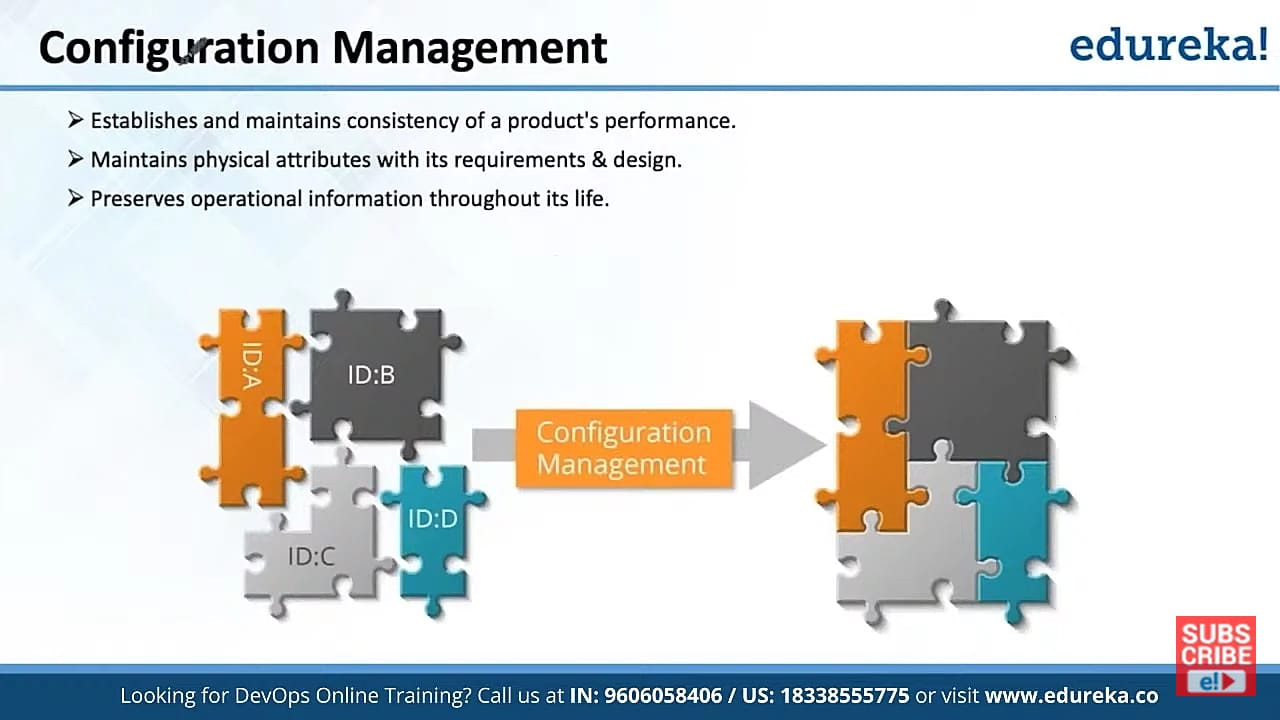 Configuration Management
edureka!
Establishes and maintains consistency of a product's performance.
Maintains physical attributes with its requirements & design.
Preserves operational information throughout its life.
ID:A
ID:B
ID:C
ID:D
Configuration
Management
SUBS
CRIBE
e!
Looking for DevOps Online Training? Call us at IN: 9606058406 / US: 18338555775 or visit www.edureka.co